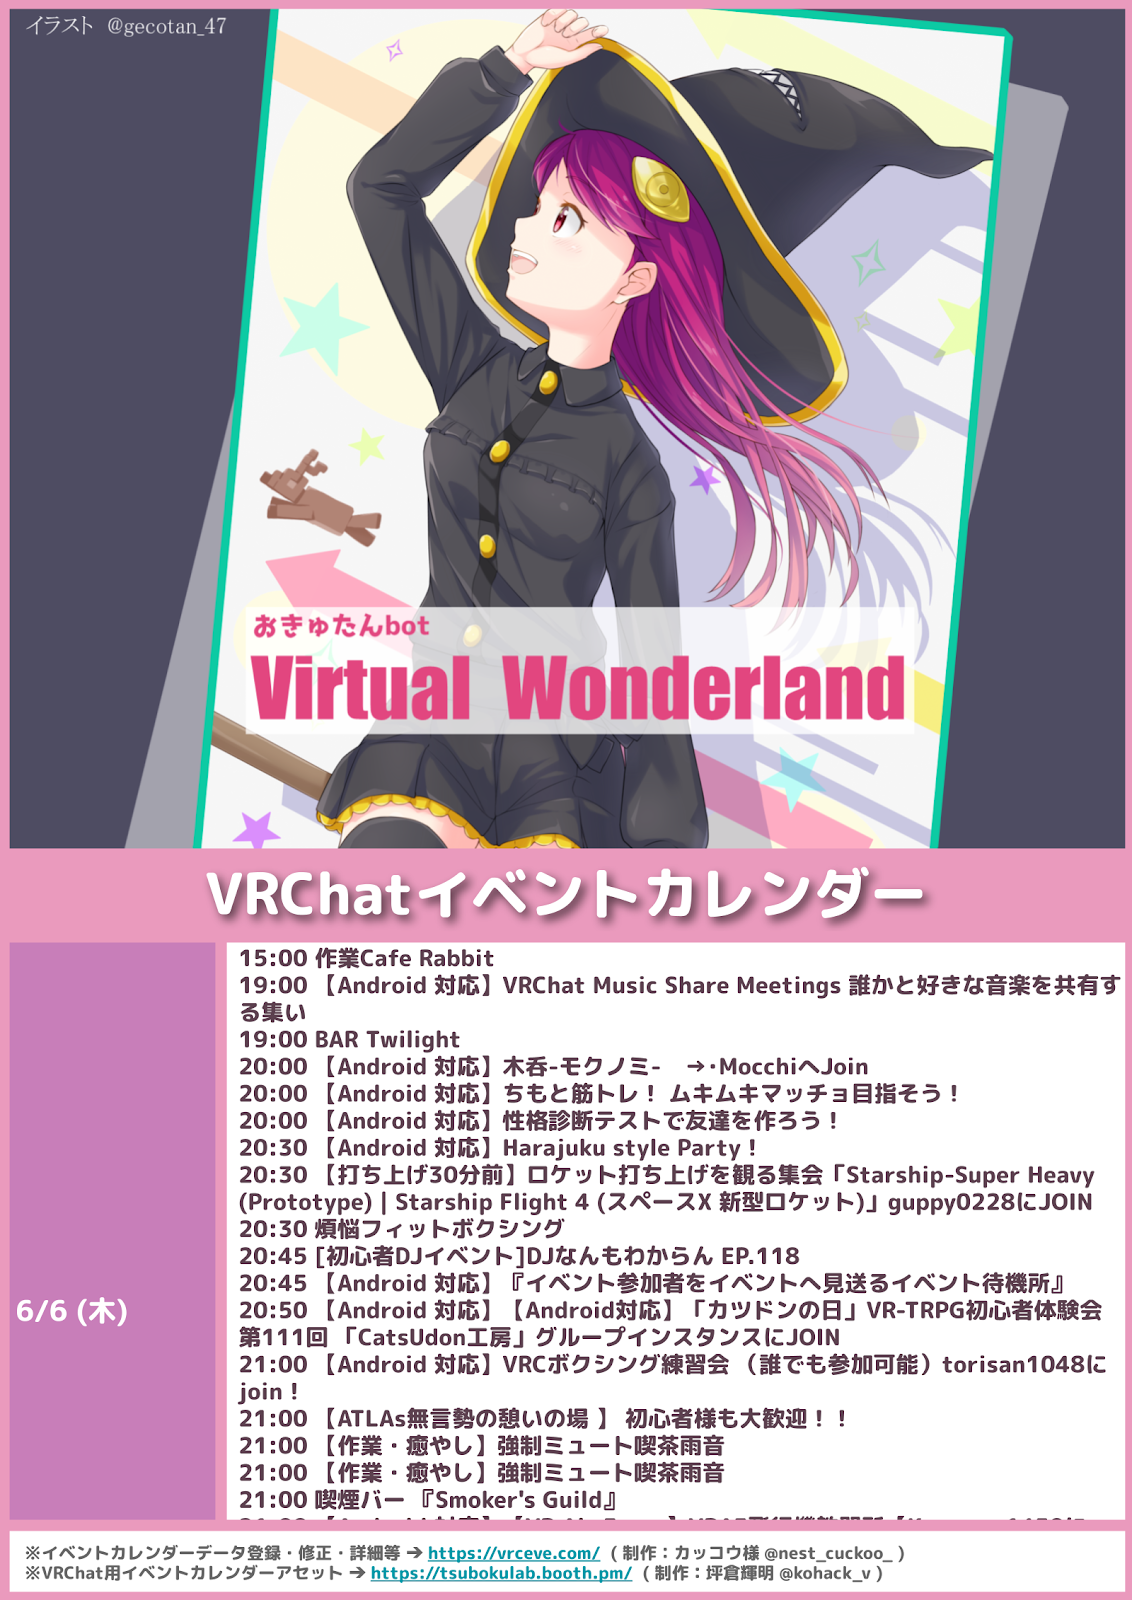 イラスト @gecotan_47
おきゅたんbot
Virtual Wonderland
VRChatイベントカレンダー
6/6 (木)
15:00 作業Cafe Rabbit
19:00 【Android 対応】VRChat Music Share Meetings 誰かと好きな音楽を共有す
る集い
19:00 BAR Twilight
20:00 【Android 対応】木呑-モクノミ-　→･MocchiへJoin
20:00 【Android 対応】ちもと筋トレ！ ムキムキマッチョ目指そう！
20:00 【Android 対応】性格診断テストで友達を作ろう！
20:30 【Android 対応】Harajuku style Party！
20:30 【打ち上げ30分前】ロケット打ち上げを観る集会「Starship-Super Heavy
(Prototype) | Starship Flight 4 (スペースX 新型ロケット)」guppy0228にJOIN
20:30 煩悩フィットボクシング
20:45 [初心者DJイベント]DJなんもわからん EP.118
20:45 【Android 対応】『イベント参加者をイベントへ見送るイベント待機所』
20:50 【Android 対応】【Android対応】「カツドンの日」VR-TRPG初心者体験会
第111回 「CatsUdon工房」グループインスタンスにJOIN
21:00 【Android 対応】VRCボクシング練習会 （誰でも参加可能）torisan1048に
join！
21:00 【ATLAs無言勢の憩いの場 】 初心者様も大歓迎！！
21:00 【作業・癒やし】強制ミュート喫茶雨音
21:00 【作業・癒やし】強制ミュート喫茶雨音
21:00 喫煙バー 『Smoker's Guild』
※イベントカレンダーデータ登録・修正・詳細等 ➔ https://vrceve.com/ （制作：カッコウ様 @nest_cuckoo_ ）
※VRChat用イベントカレンダーアセット ➔ https://tsubokulab.booth.pm/ （制作：坪倉輝明 @kohack_v ）